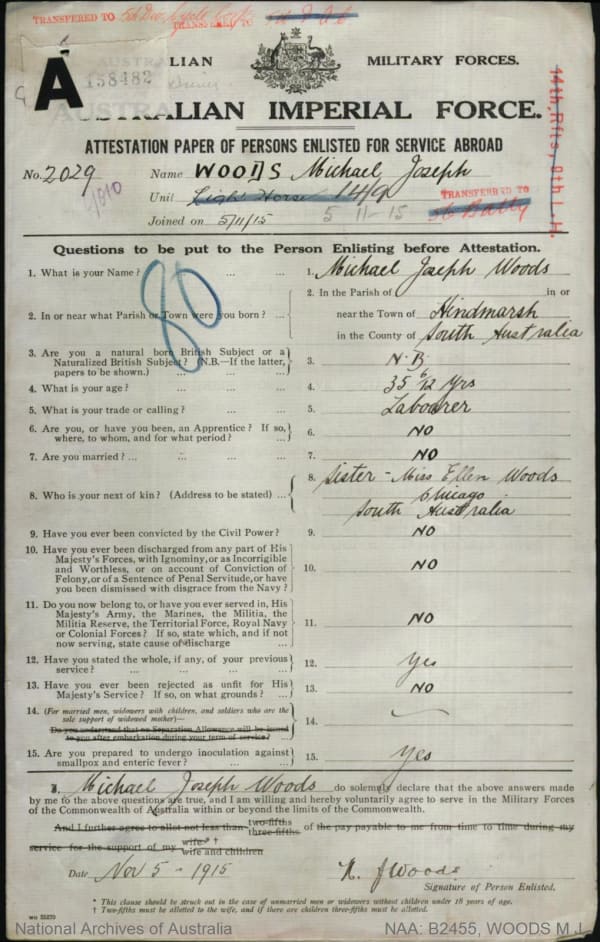 TRANSFERRED TO 5th Div. Cycle Corps
TRANSFERRED TO
A
158482
AUSTRALIAN MILITARY FORCES.
AUSTRALIAN IMPERIAL FORCE.
ATTESTATION PAPER OF PERSONS ENLISTED FOR SERVICE ABROAD
14th, Rfts, 9th L.H.
No. 2029 Name WOODS Michael Joseph
Unit Light Horse 14/9
TRANSFERRED TO
Joined on 5/11/15 5-11-15
Questions to be put to the Person Enlisting before Attestation.
80
1. What is your Name? ... ... 1. Michael Joseph Woods
2. In or near what Parish or Town were you born? ... 2. In the Parish of in or
near the Town of Hindmarsh
in the County of South Australia
3. Are you a natural born British Subject or a
Naturalized British Subject? (N.B.—If the latter,
papers to be shown.) ... ... 3. N.B
4. What is your age? ... ... ... 4. 35 6/12 yrs
5. What is your trade or calling? ... ... 5. Labourer
6. Are you, or have you been, an Apprentice? If so,
where, to whom, and for what period? ... 6. NO
7. Are you married? ... ... ... ... 7. NO
8. Who is your next of kin? (Address to be stated) ... 8. Sister - Miss Ellen Woods
Chicago
South Australia
9. Have you ever been convicted by the Civil Power? 9. NO
10. Have you ever been discharged from any part of His
Majesty's Forces, with Ignominy, or as Incorrigible
and Worthless, or on account of Conviction of
Felony, or of a Sentence of Penal Servitude, or have
you been dismissed with disgrace from the Navy? 10. NO
11. Do you now belong to, or have you ever served in, His
Majesty's Army, the Marines, the Militia, the
Militia Reserve, the Territorial Force, Royal Navy
or Colonial Forces? If so, state which, and if not
now serving, state cause of discharge ... 11. NO
12. Have you stated the whole, if any, of your previous
service? ... ... ... ... 12. Yes
13. Have you ever been rejected as unfit for His
Majesty's Service? If so, on what grounds? ... 13. NO
14. (For married men, widowers with children, and soldiers who are the
sole support of widowed mother)—
Do you understand that no Separation Allowance will be issued
to you after embarkation during your term of service? 14.
15. Are you prepared to undergo inoculation against
smallpox and enteric fever? ... ... 15. Yes
I, Michael Joseph Woods do solemnly declare that the above answers made
by me to the above questions are true, and I am willing and hereby voluntarily agree to serve in the Military Forces
of the Commonwealth of Australia within or beyond the limits of the Commonwealth.
And I further agree to allot not less than two-fifths three-fifths of the pay payable to me from time to time during my
service for the support of my wife * † wife and children
Date Nov 5 - 1915 M. J Woods
Signature of Person Enlisted.
* This clause should be struck out in the case of unmarried men or widowers without children under 18 years of age.
† Two-fifths must be allotted to the wife, and if there are children three-fifths must be allotted.
National Archives of Australia NAA: B2455, WOODS M J